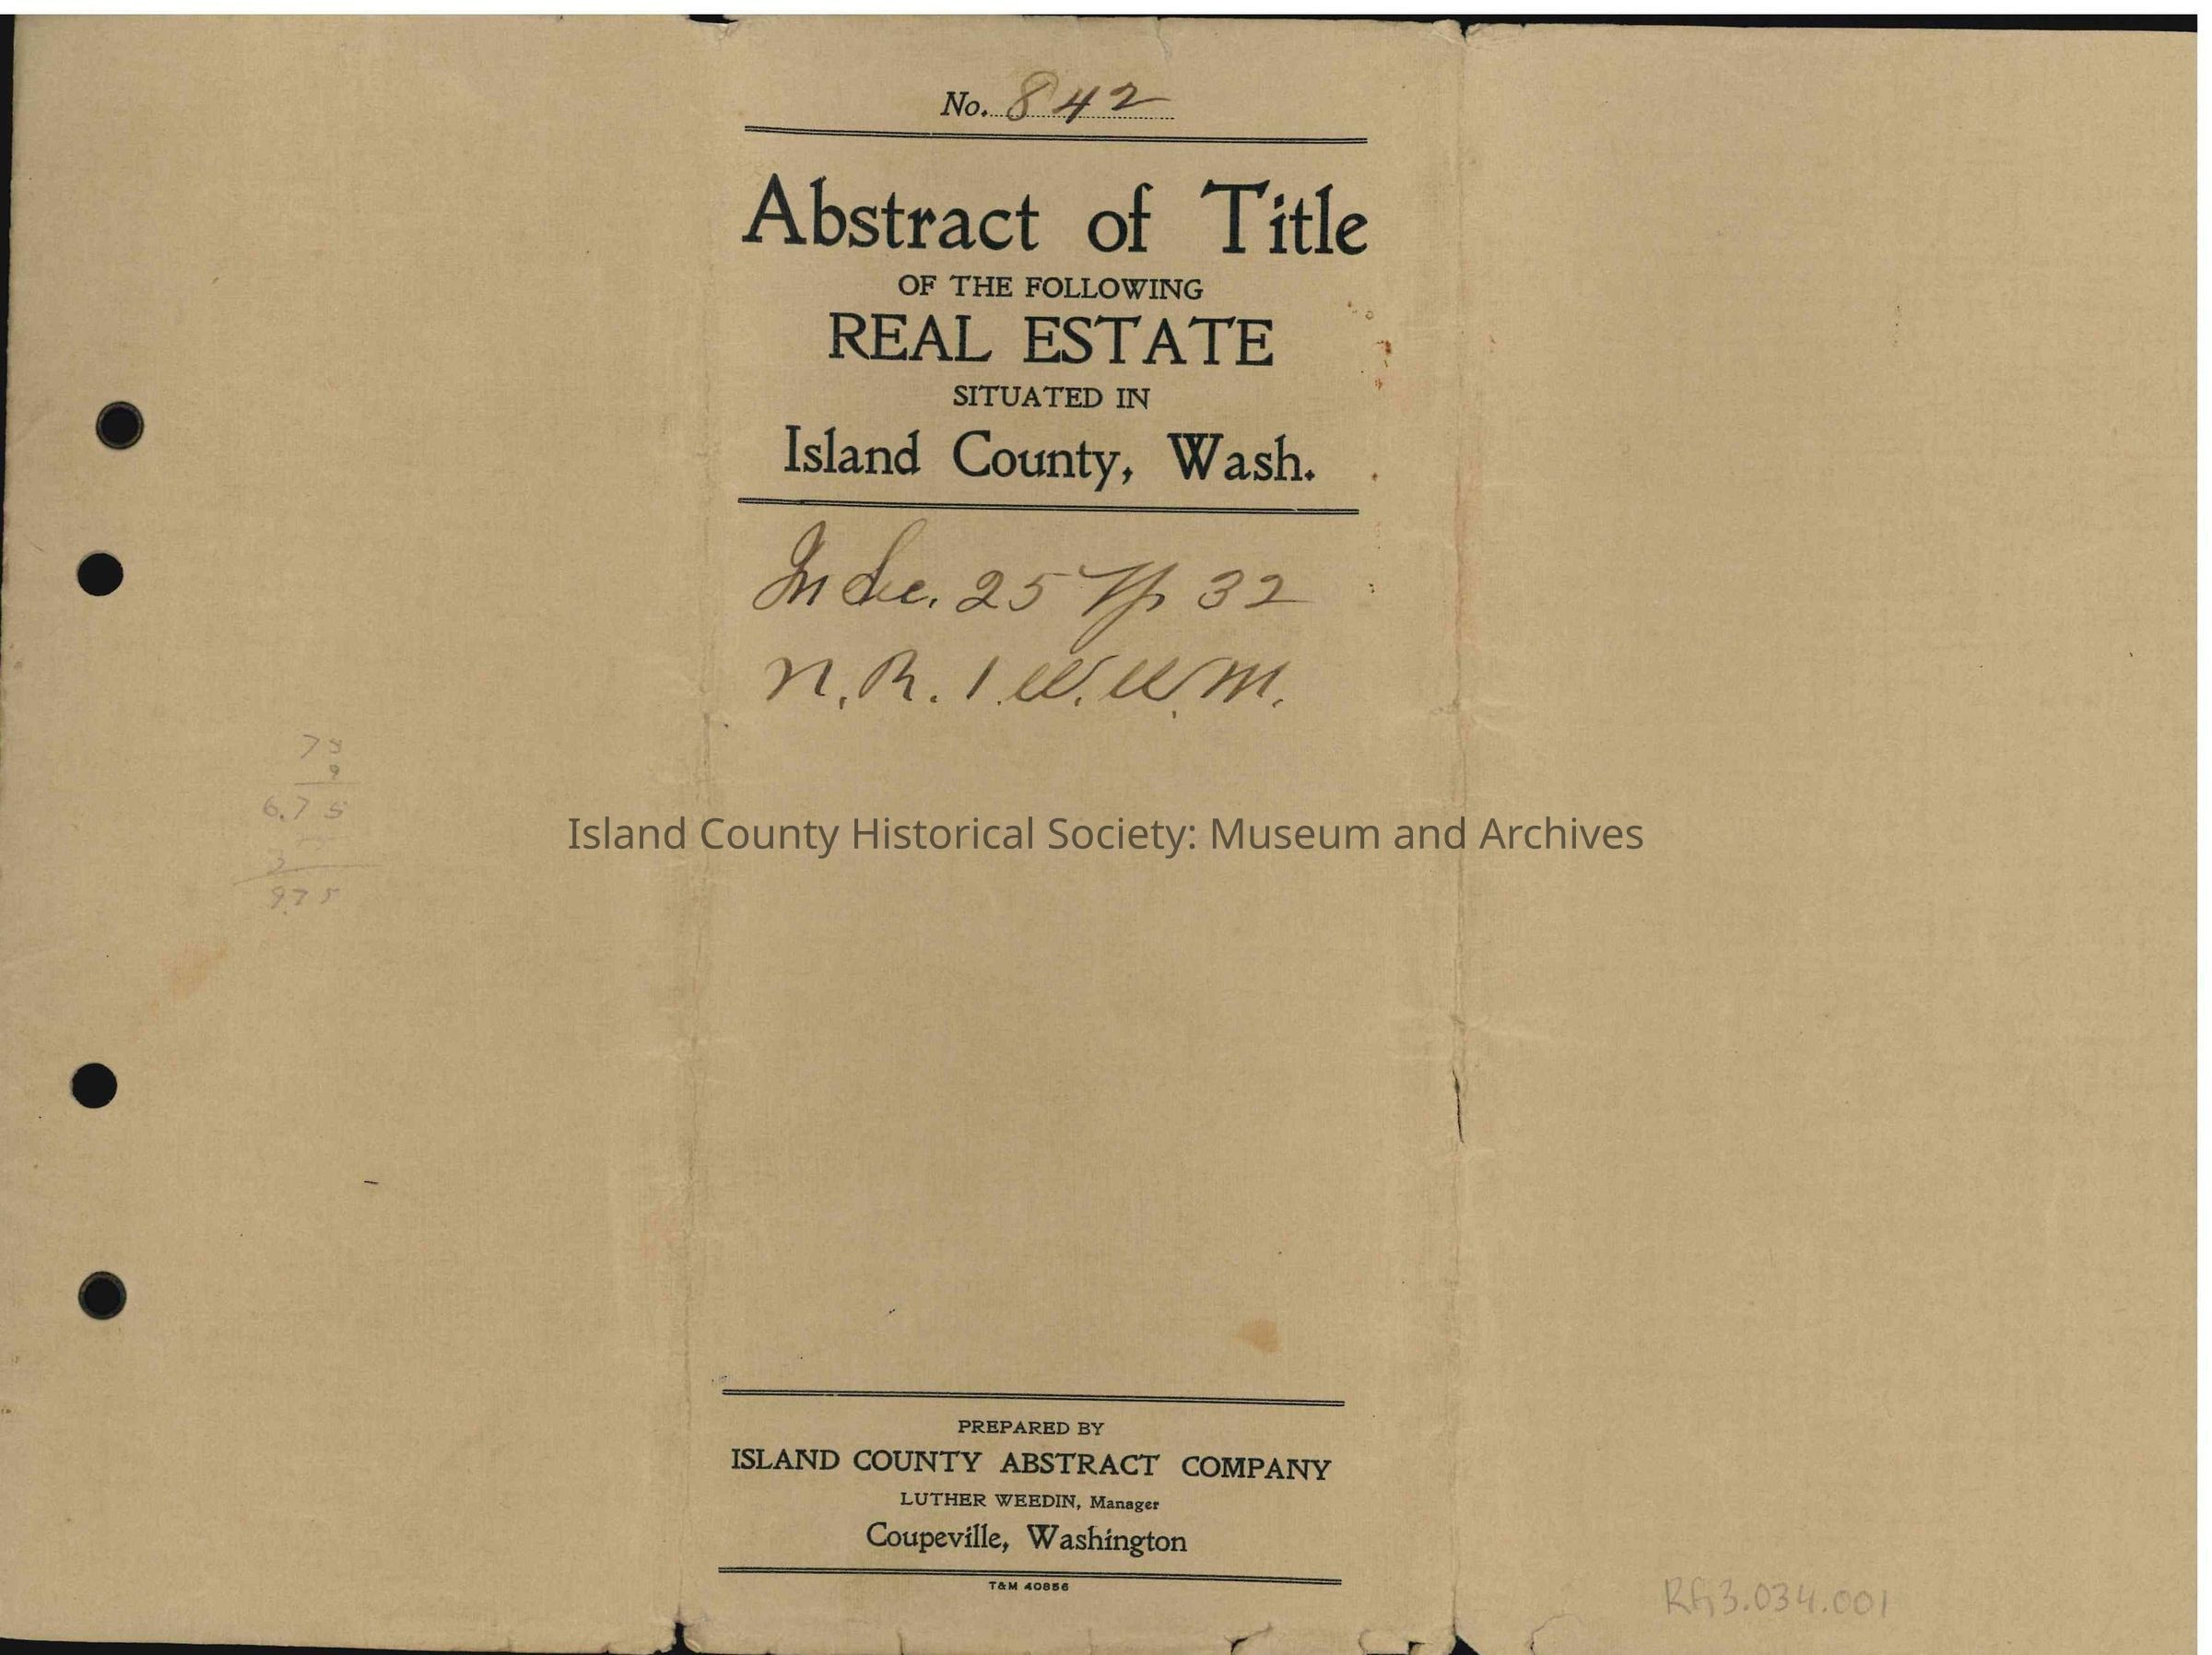 No. 842
Abstract of Title
OF THE FOLLOWING
REAL ESTATE
SITUATED IN
Island County, Wash.
In Sec. 25 Tp 32
N.R. 1.W.W.M.
75
9
6.75
3
9.75
Island County Historical Society: Museum and Archives
PREPARED BY
ISLAND COUNTY ABSTRACT COMPANY
LUTHER WEEDIN, Manager
Coupeville, Washington
T&M 40856
RG3.034.001